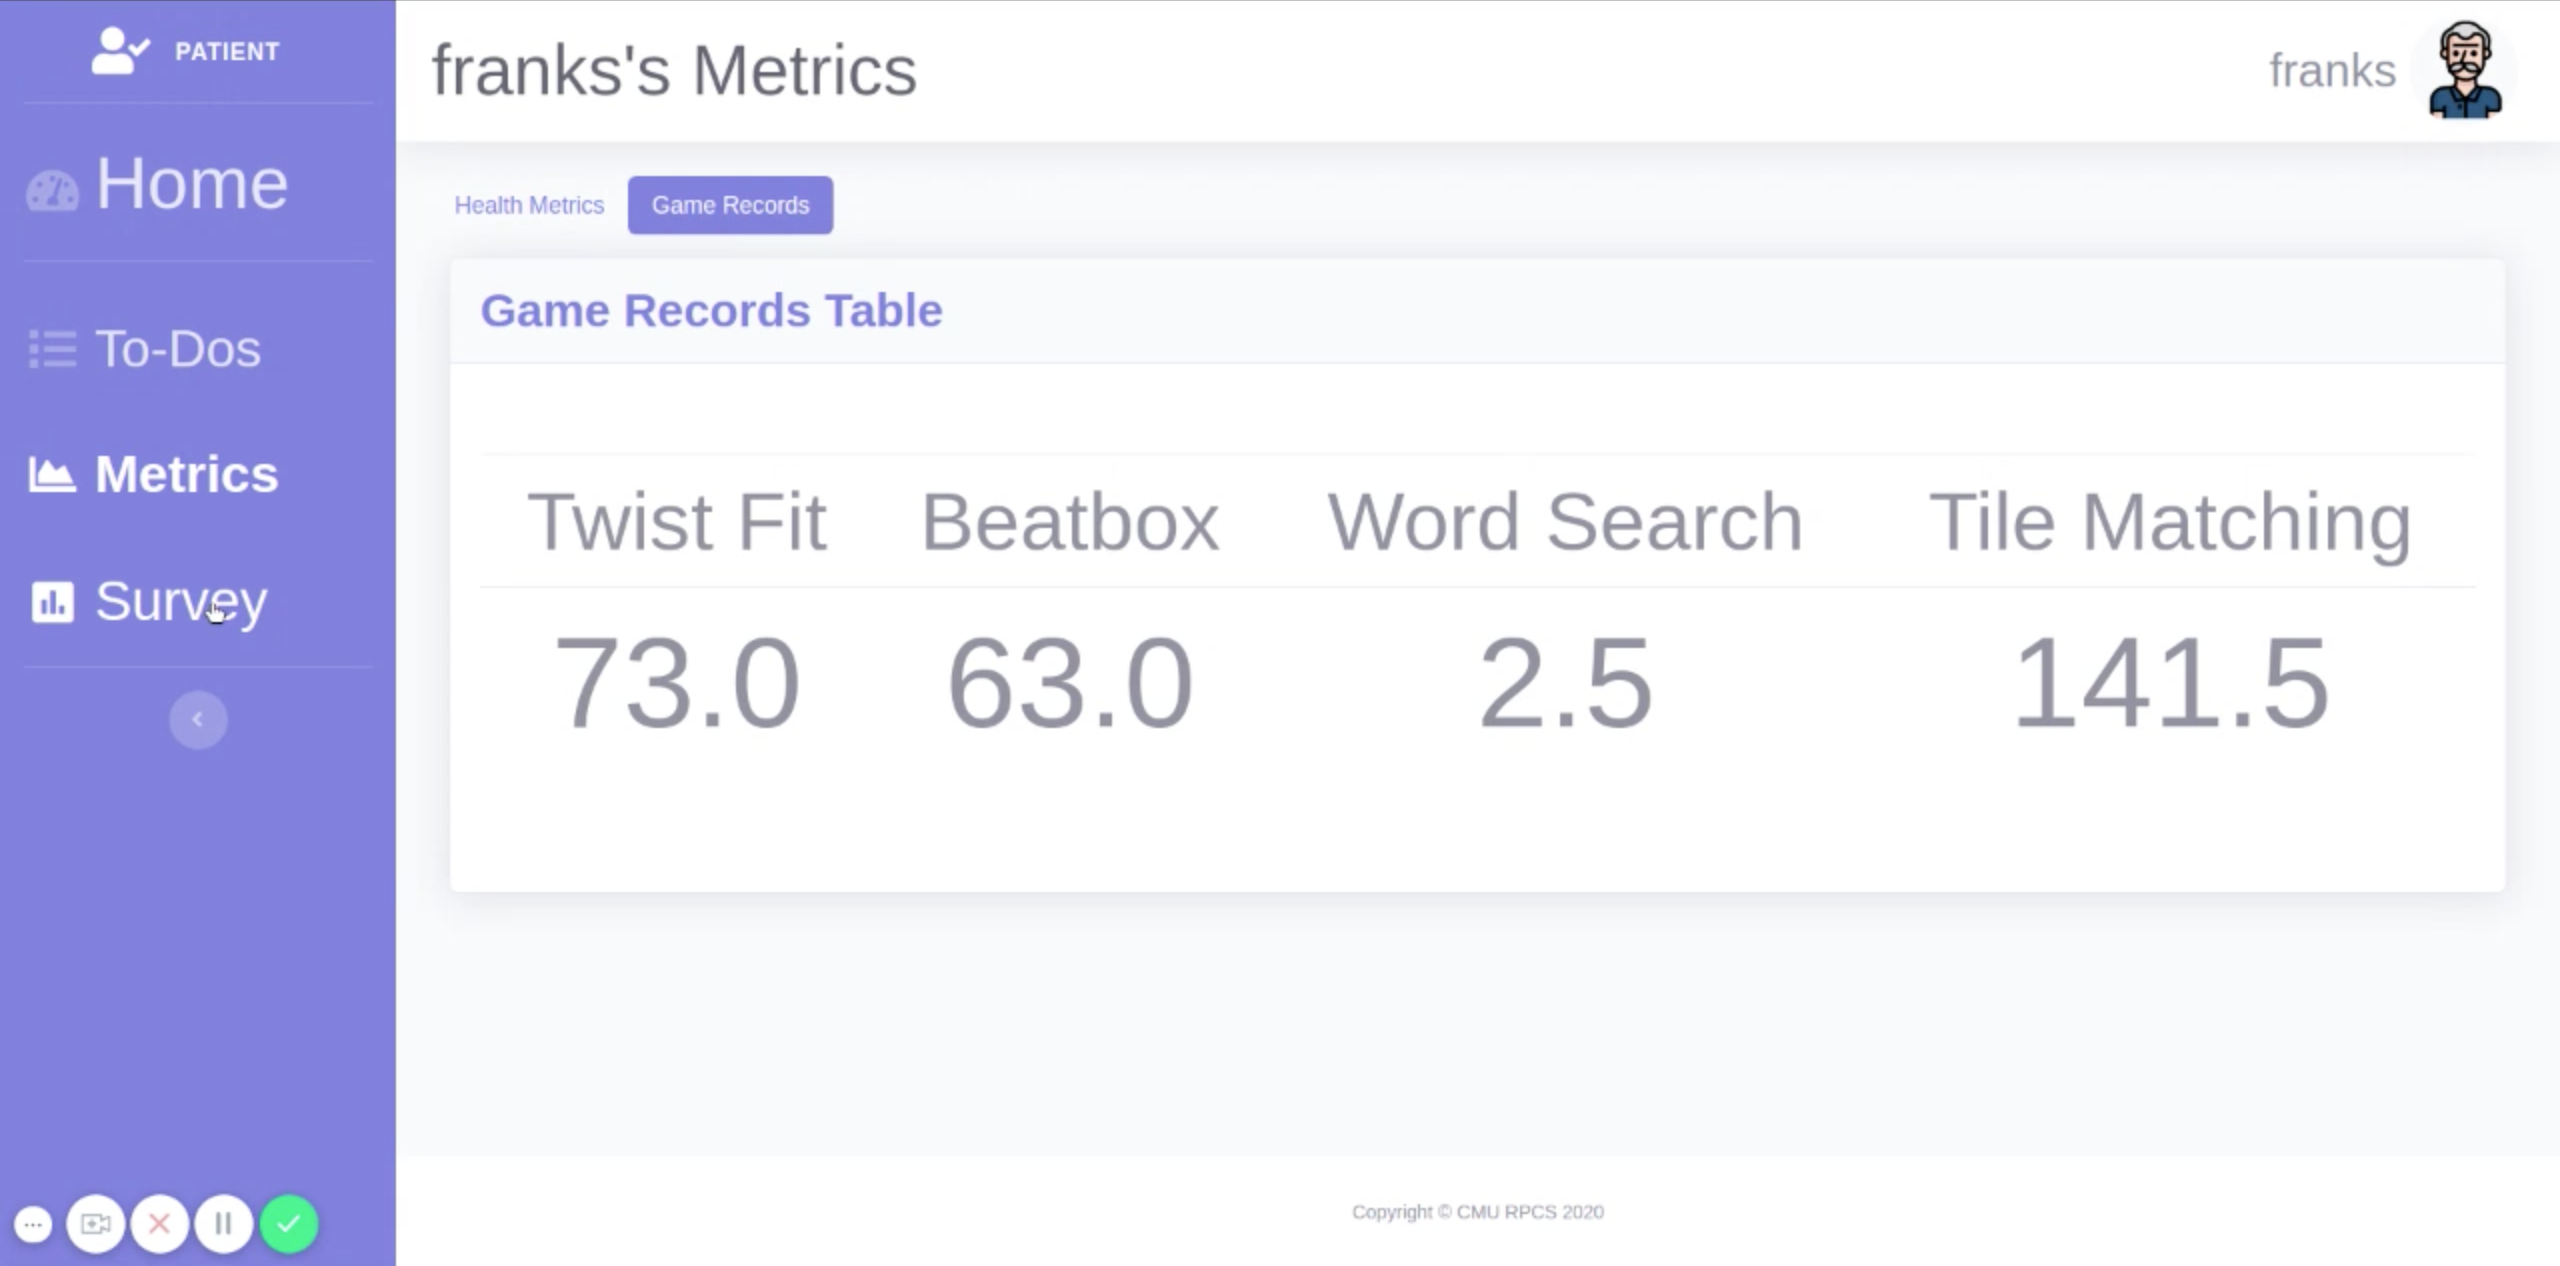 PATIENT
Home
To-Dos
Metrics
Survey
franks's Metrics
franks
Health Metrics
Game Records
Game Records Table
Twist Fit Beatbox Word Search Tile Matching
73.0 63.0 2.5 141.5
Copyright © CMU RPCS 2020